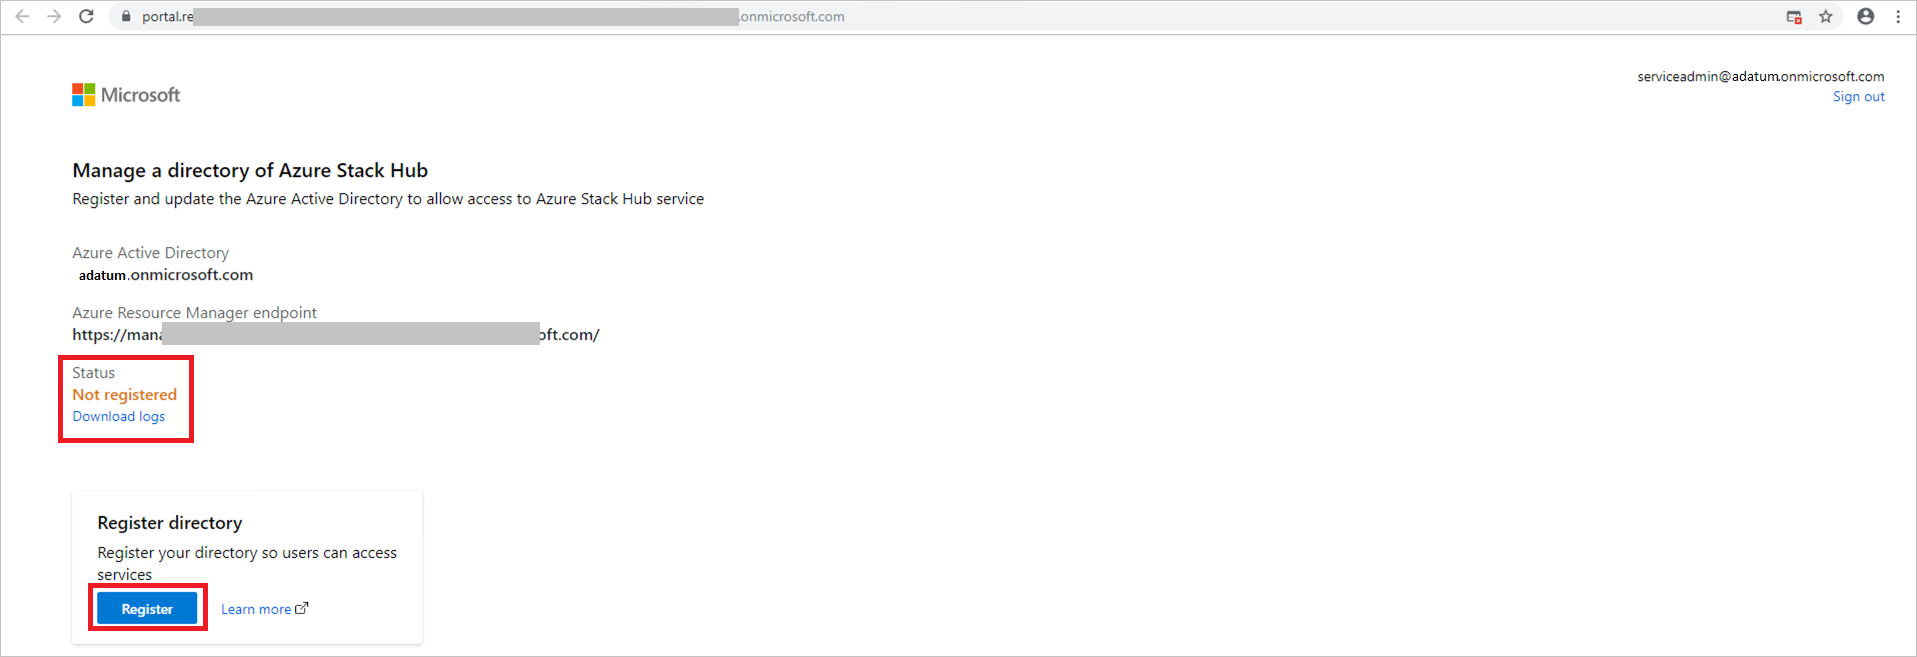 portal.re
.onmicrosoft.com
Microsoft
serviceadmin@adatum.onmicrosoft.com
Sign out
Manage a directory of Azure Stack Hub
Register and update the Azure Active Directory to allow access to Azure Stack Hub service
Azure Active Directory
adatum.onmicrosoft.com
Azure Resource Manager endpoint
https://mana oft.com/
Status
Not registered
Download logs
Register directory
Register your directory so users can access
services
Register Learn more